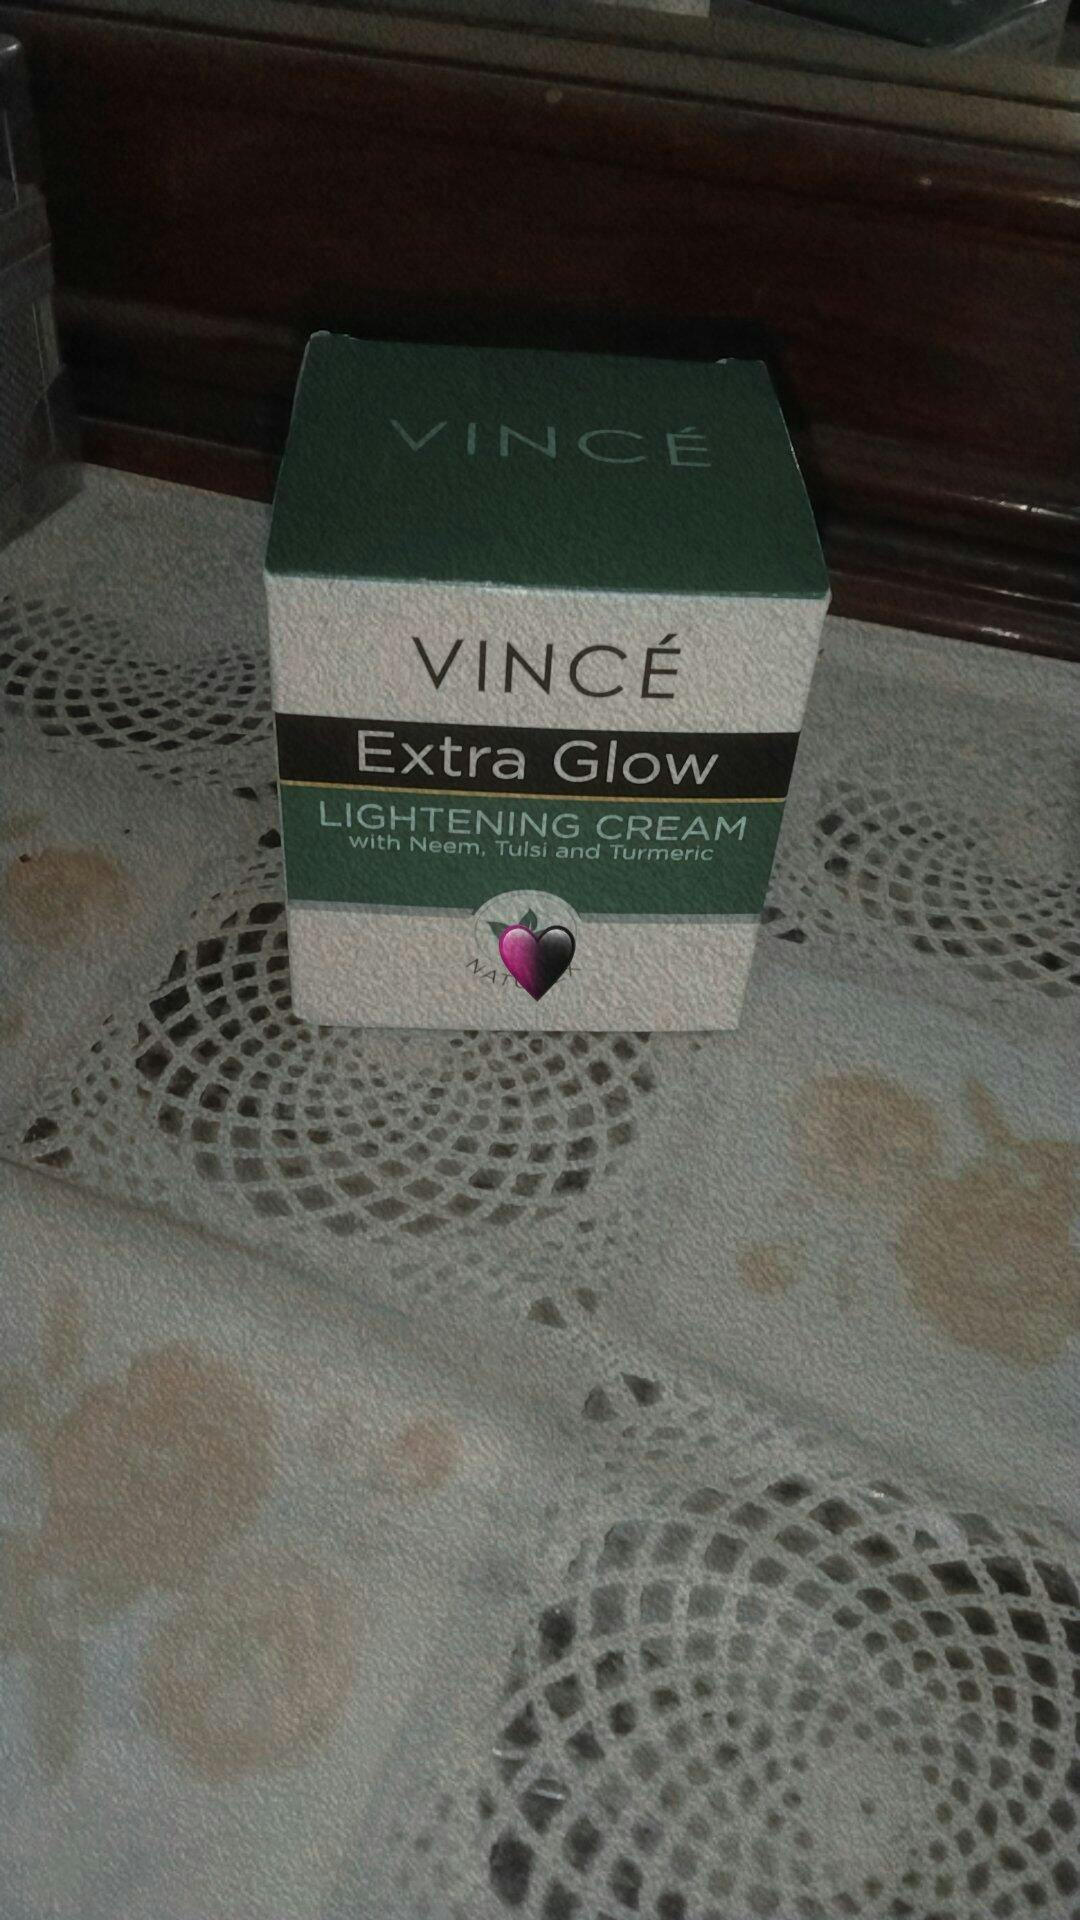 VINCÉ
VINCÉ
Extra Glow
LIGHTENING CREAM
with Neem, Tulsi and Turmeric